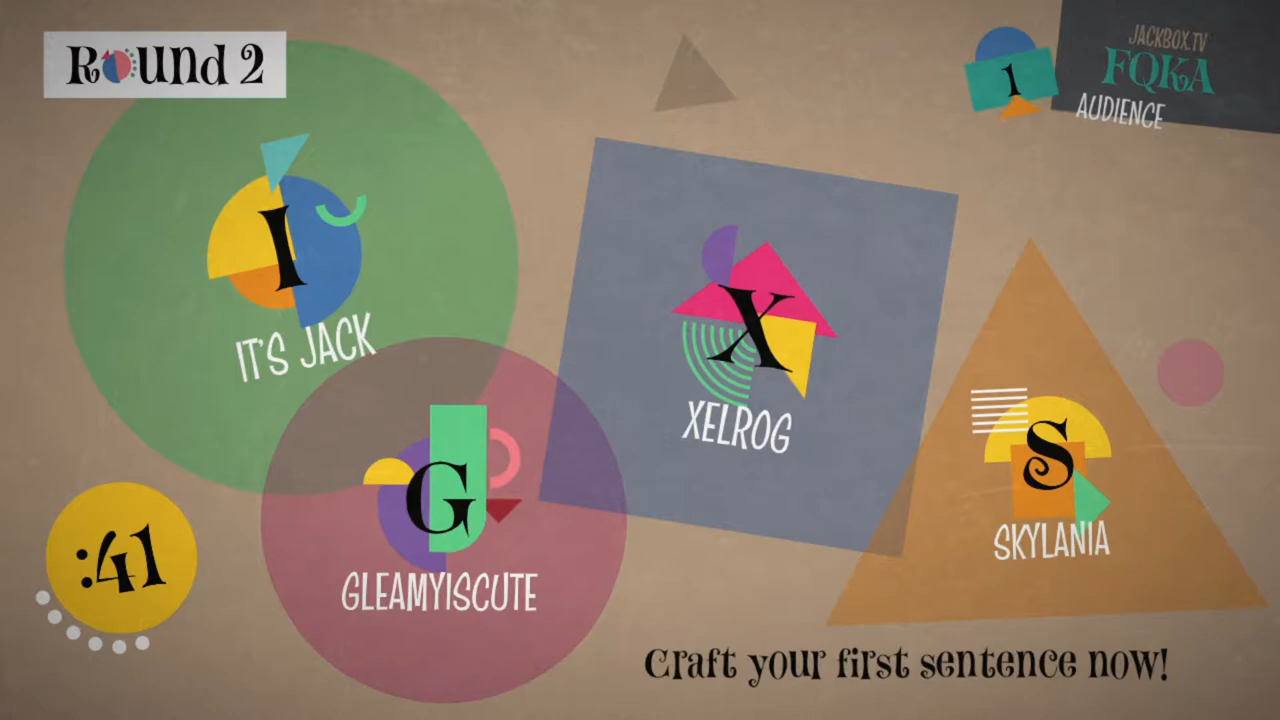 Round 2
JACKBOX.TV
FQKA
1
AUDIENCE
I
IT'S JACK
X
XELROG
S
SKYLANIA
G
GLEAMYISCUTE
:41
Craft your first sentence now!